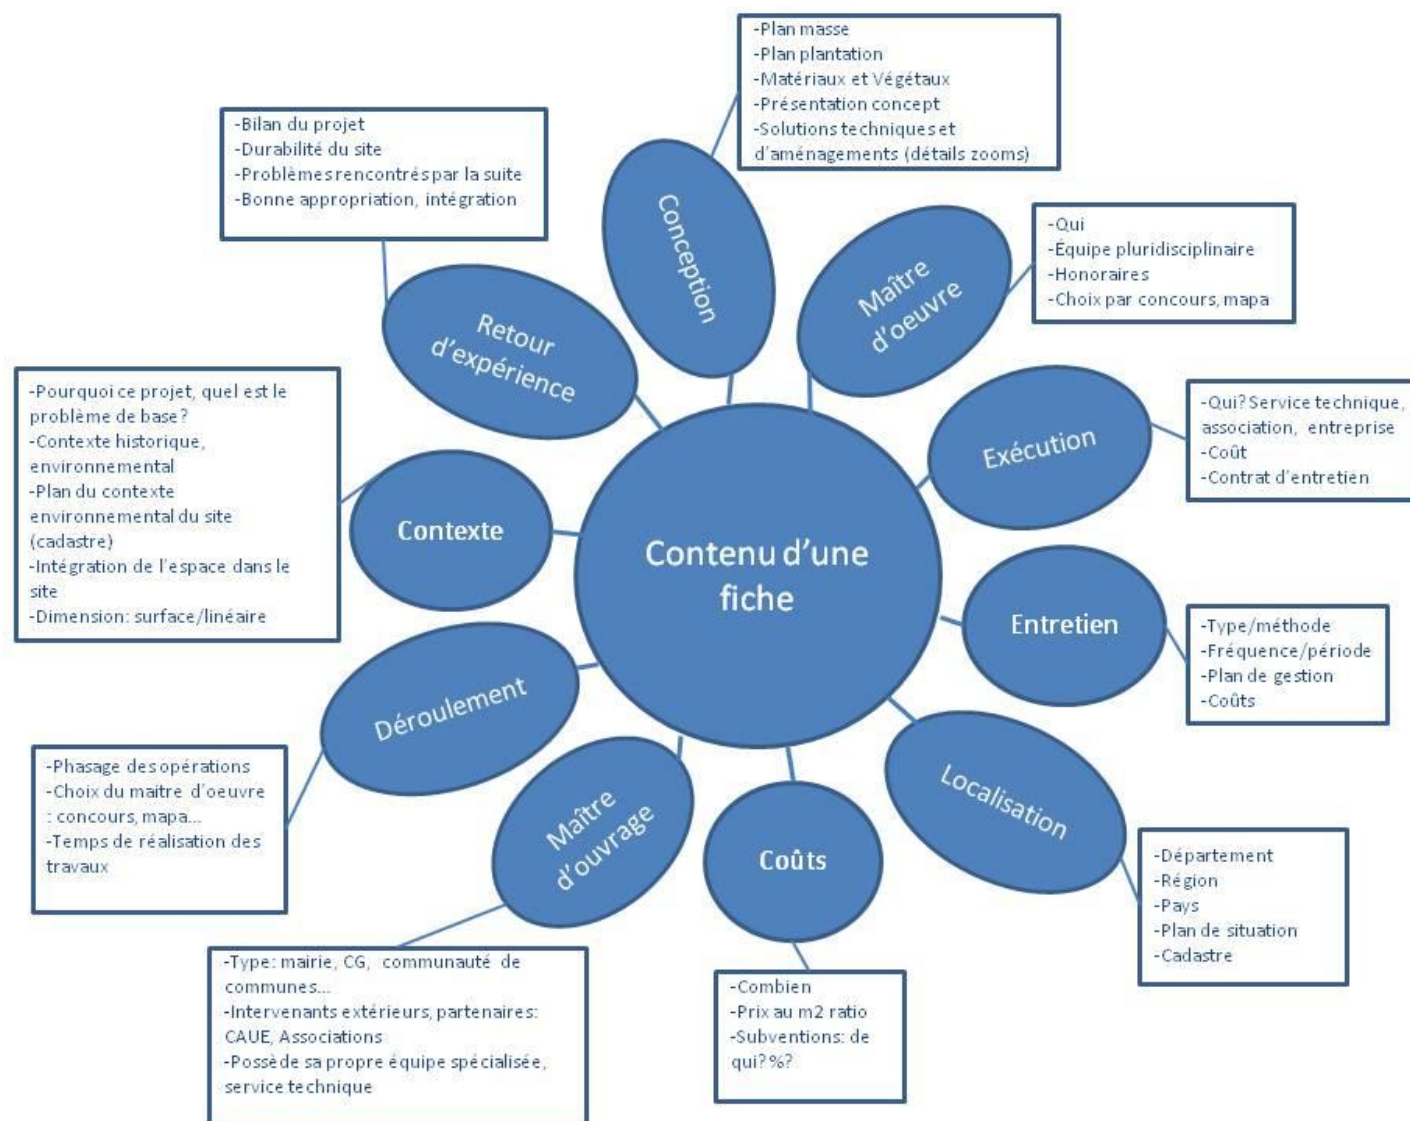 -Plan masse
-Plan plantation
-Matériaux et Végétaux
-Présentation concept
-Solutions techniques et
d'aménagements (détails zooms)
Conception
-Bilan du projet
-Durabilité du site
-Problèmes rencontrés par la suite
-Bonne appropriation, intégration
Retour
d'expérience
-Qui
-Équipe pluridisciplinaire
-Honoraires
-Choix par concours, mapa
Maître
d'oeuvre
-Qui? Service technique,
association, entreprise
-Coût
-Contrat d'entretien
Exécution
-Pourquoi ce projet, quel est le
problème de base?
-Contexte historique,
environnemental
-Plan du contexte
environnemental du site
(cadastre)
-Intégration de l'espace dans le
site
-Dimension: surface/linéaire
Contexte
Contenu d'une
fiche
Entretien
-Type/méthode
-Fréquence/période
-Plan de gestion
-Coûts
Déroulement
-Phasage des opérations
-Choix du maitre d'oeuvre
: concours, mapa...
-Temps de réalisation des
travaux
Maître
d'ouvrage
-Type: mairie, CG, communauté de
communes...
-Intervenants extérieurs, partenaires:
CAUE, Associations
-Possède sa propre équipe spécialisée,
service technique
Coûts
-Combien
-Prix au m2 ratio
-Subventions: de
qui? %?
Localisation
-Département
-Région
-Pays
-Plan de situation
-Cadastre